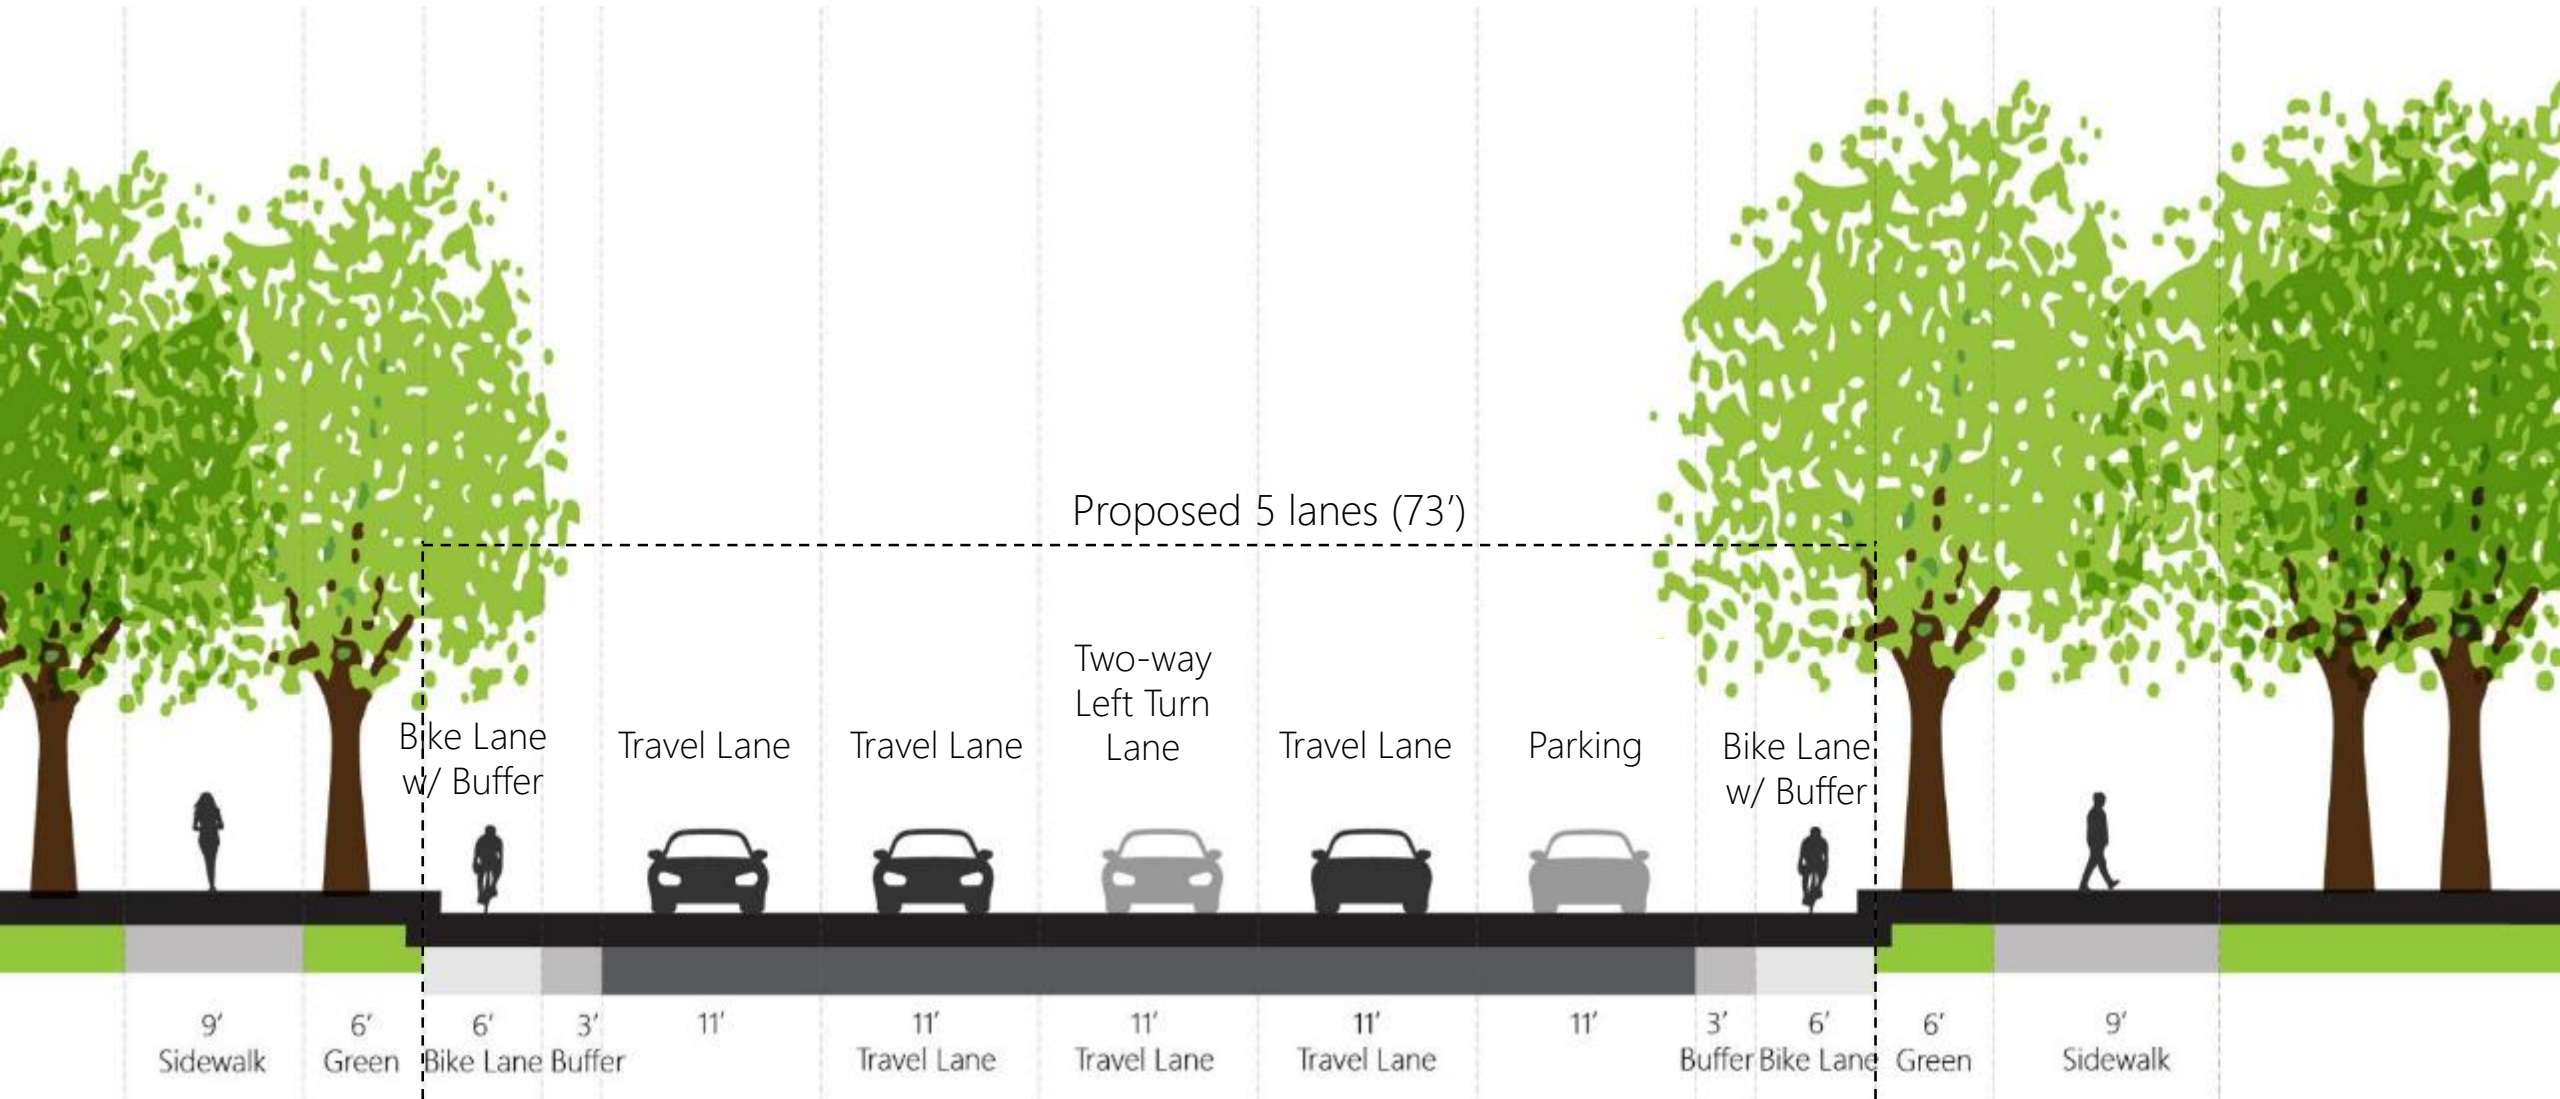 Proposed 5 lanes (73’)
Bike Lane
w/ Buffer
Travel Lane
Travel Lane
Two-way
Left Turn
Lane
Travel Lane
Parking
Bike Lane
w/ Buffer
9’
Sidewalk
6’
Green
6’
Bike Lane
3’
Buffer
11’
11’
Travel Lane
11’
Travel Lane
11’
Travel Lane
11’
3’
Buffer
6’
Bike Lane
6’
Green
9’
Sidewalk